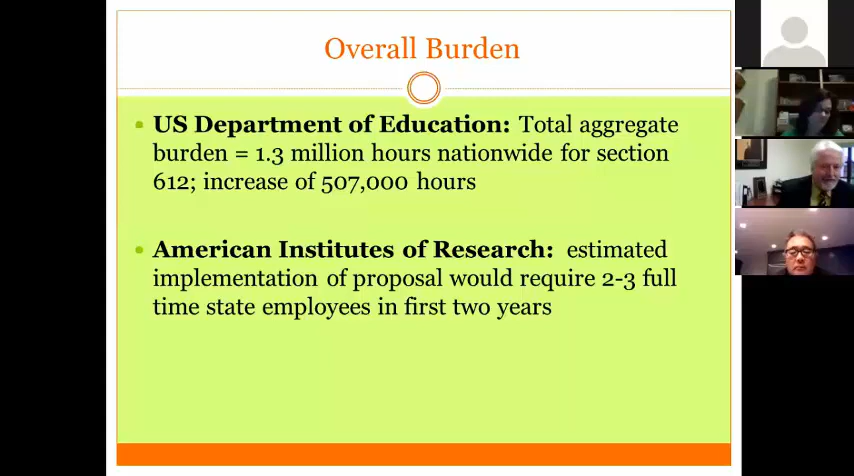 Overall Burden
US Department of Education: Total aggregate
burden = 1.3 million hours nationwide for section
612; increase of 507,000 hours
American Institutes of Research: estimated
implementation of proposal would require 2-3 full
time state employees in first two years